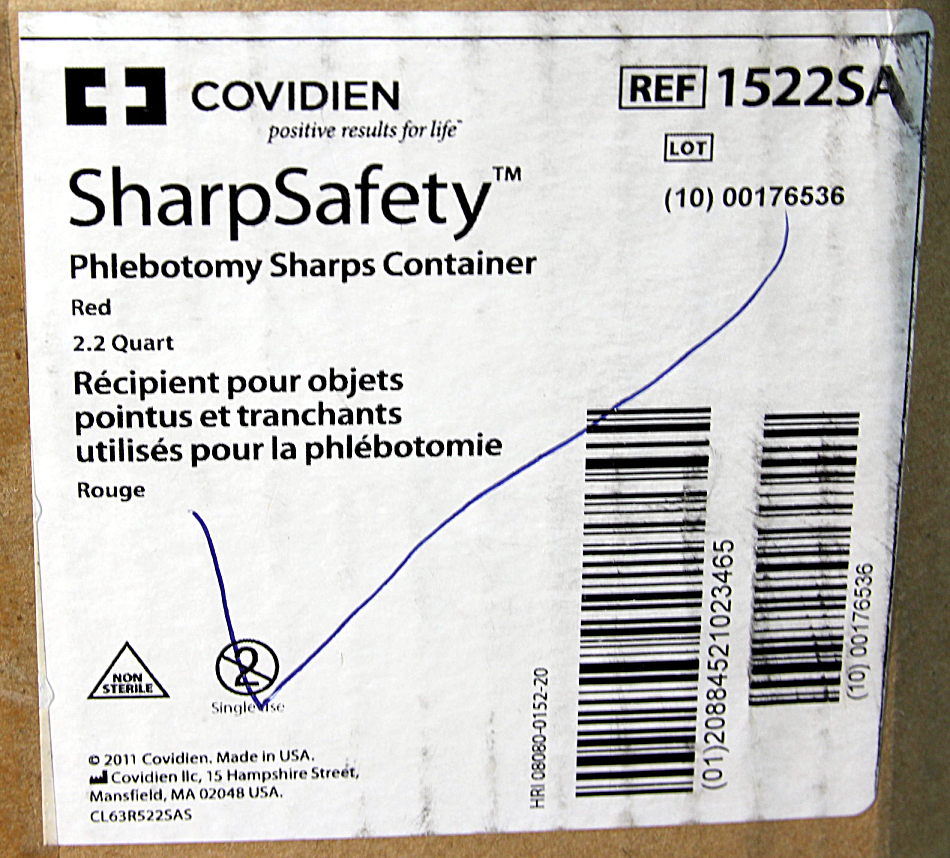 COVIDIEN
positive results for life™
REF 1522SA
LOT
(10) 00176536
SharpSafety™
Phlebotomy Sharps Container
Red
2.2 Quart
Récipient pour objets
pointus et tranchants
utilisés pour la phlébotomie
Rouge
NON
STERILE
2
Single Use
© 2011 Covidien. Made in USA.
Covidien llc, 15 Hampshire Street,
Mansfield, MA 02048 USA.
CL63R522SAS
HRI 08080-0152-20
(01)20884521023465
(10) 00176536